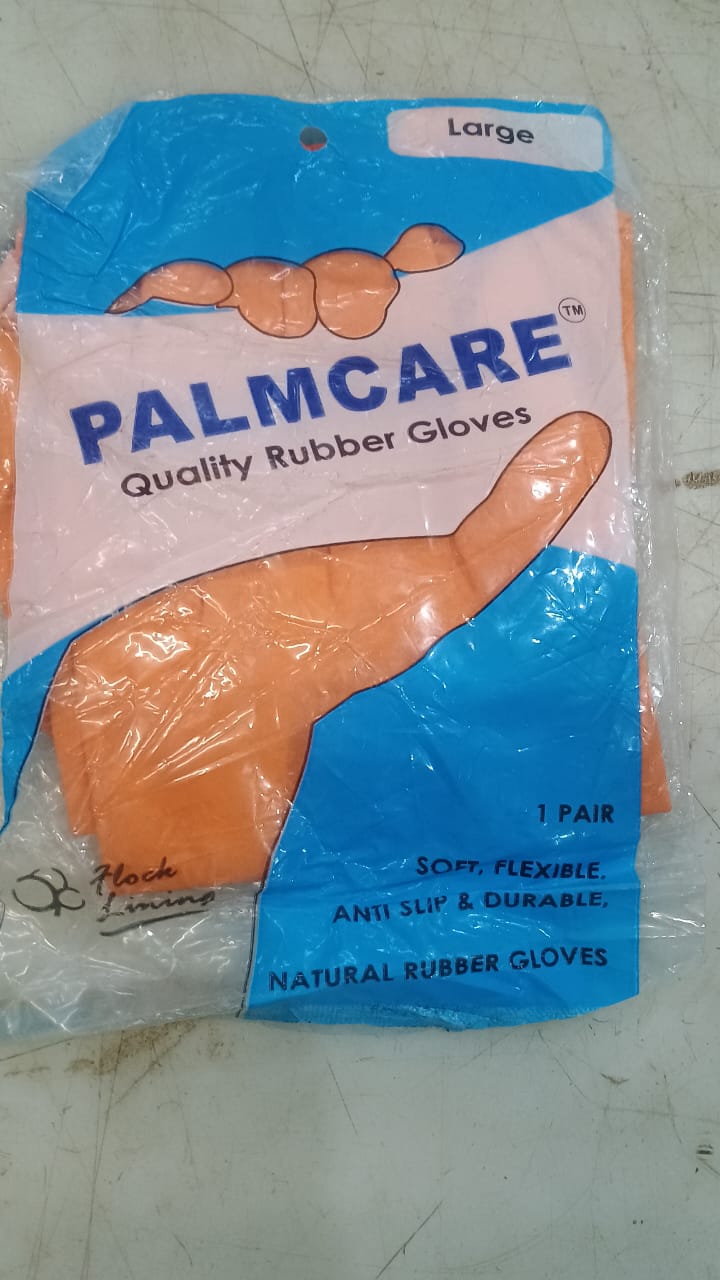 Large
PALMCARE™
Quality Rubber Gloves
1 PAIR
SOFT, FLEXIBLE.
ANTI SLIP & DURABLE,
NATURAL RUBBER GLOVES
Flock
Lining